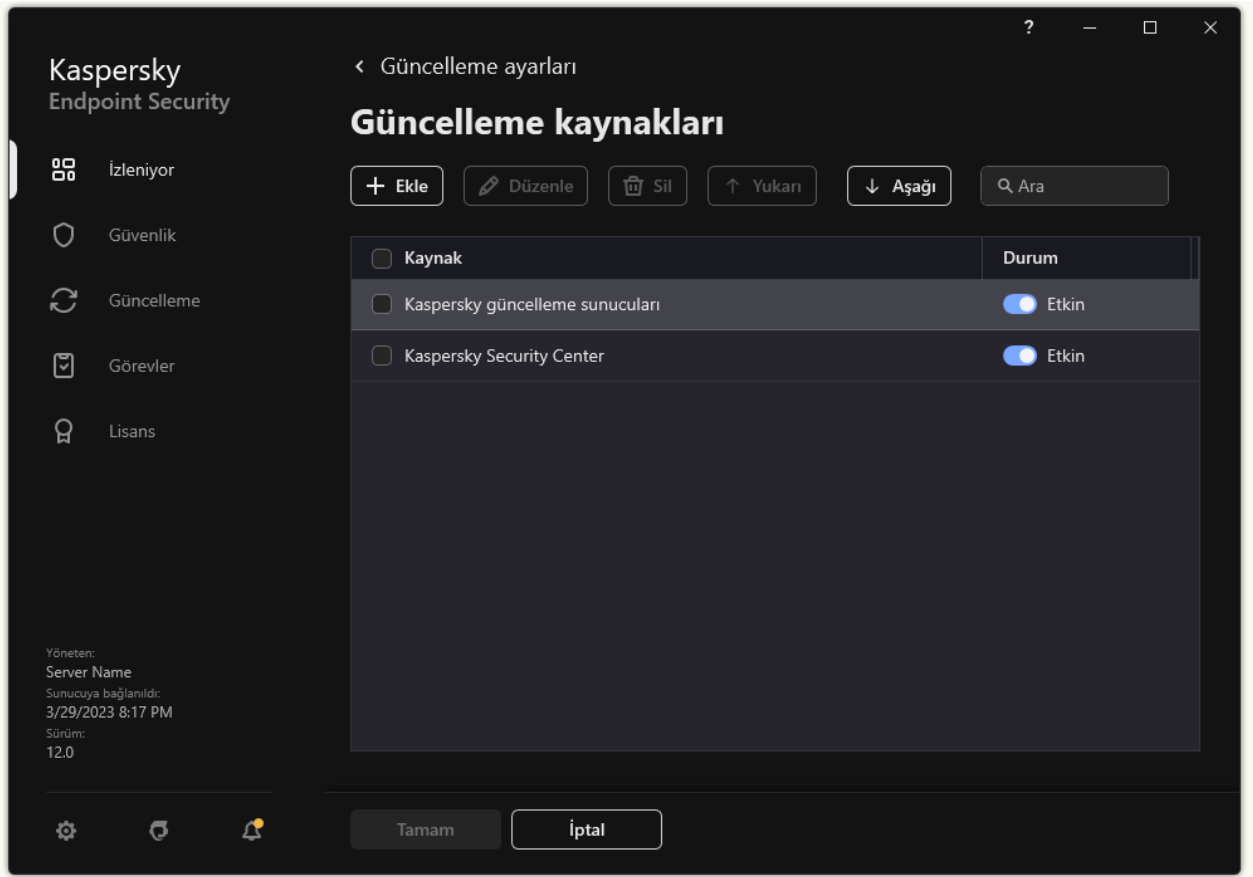 ?
Kaspersky
Endpoint Security
İzleniyor
Güvenlik
Güncelleme
Görevler
Lisans
Yöneten:
Server Name
Sunucuya bağlanıldı:
3/29/2023 8:17 PM
Sürüm:
12.0
Güncelleme ayarları
Güncelleme kaynakları
Ekle Düzenle Sil Yukarı Aşağı Ara
Kaynak Durum
Kaspersky güncelleme sunucuları Etkin
Kaspersky Security Center Etkin
Tamam İptal